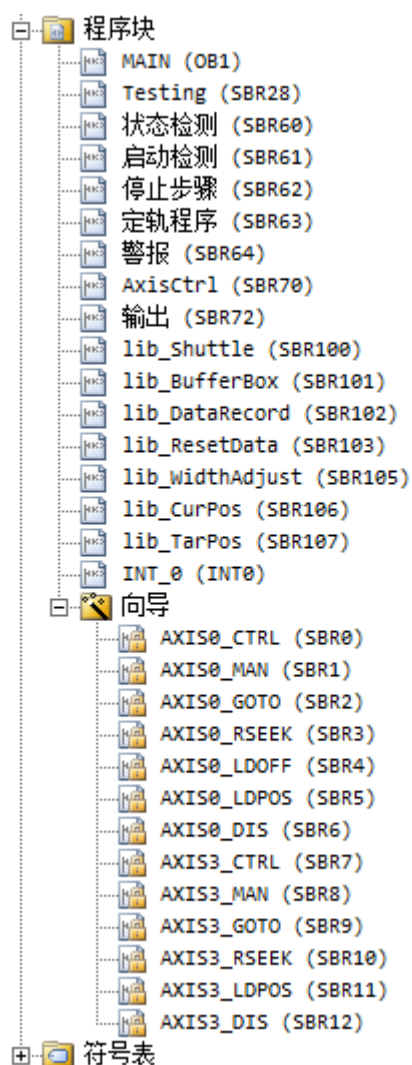 程序块
MAIN (OB1)
Testing (SBR28)
状态检测 (SBR60)
启动检测 (SBR61)
停止步骤 (SBR62)
定轨程序 (SBR63)
警报 (SBR64)
AxisCtrl (SBR70)
输出 (SBR72)
lib_Shuttle (SBR100)
lib_BufferBox (SBR101)
lib_DataRecord (SBR102)
lib_ResetData (SBR103)
lib_WidthAdjust (SBR105)
lib_CurPos (SBR106)
lib_TarPos (SBR107)
INT_0 (INT0)
向导
AXIS0_CTRL (SBR0)
AXIS0_MAN (SBR1)
AXIS0_GOTO (SBR2)
AXIS0_RSEEK (SBR3)
AXIS0_LDOFF (SBR4)
AXIS0_LDPOS (SBR5)
AXIS0_DIS (SBR6)
AXIS3_CTRL (SBR7)
AXIS3_MAN (SBR8)
AXIS3_GOTO (SBR9)
AXIS3_RSEEK (SBR10)
AXIS3_LDPOS (SBR11)
AXIS3_DIS (SBR12)
符号表